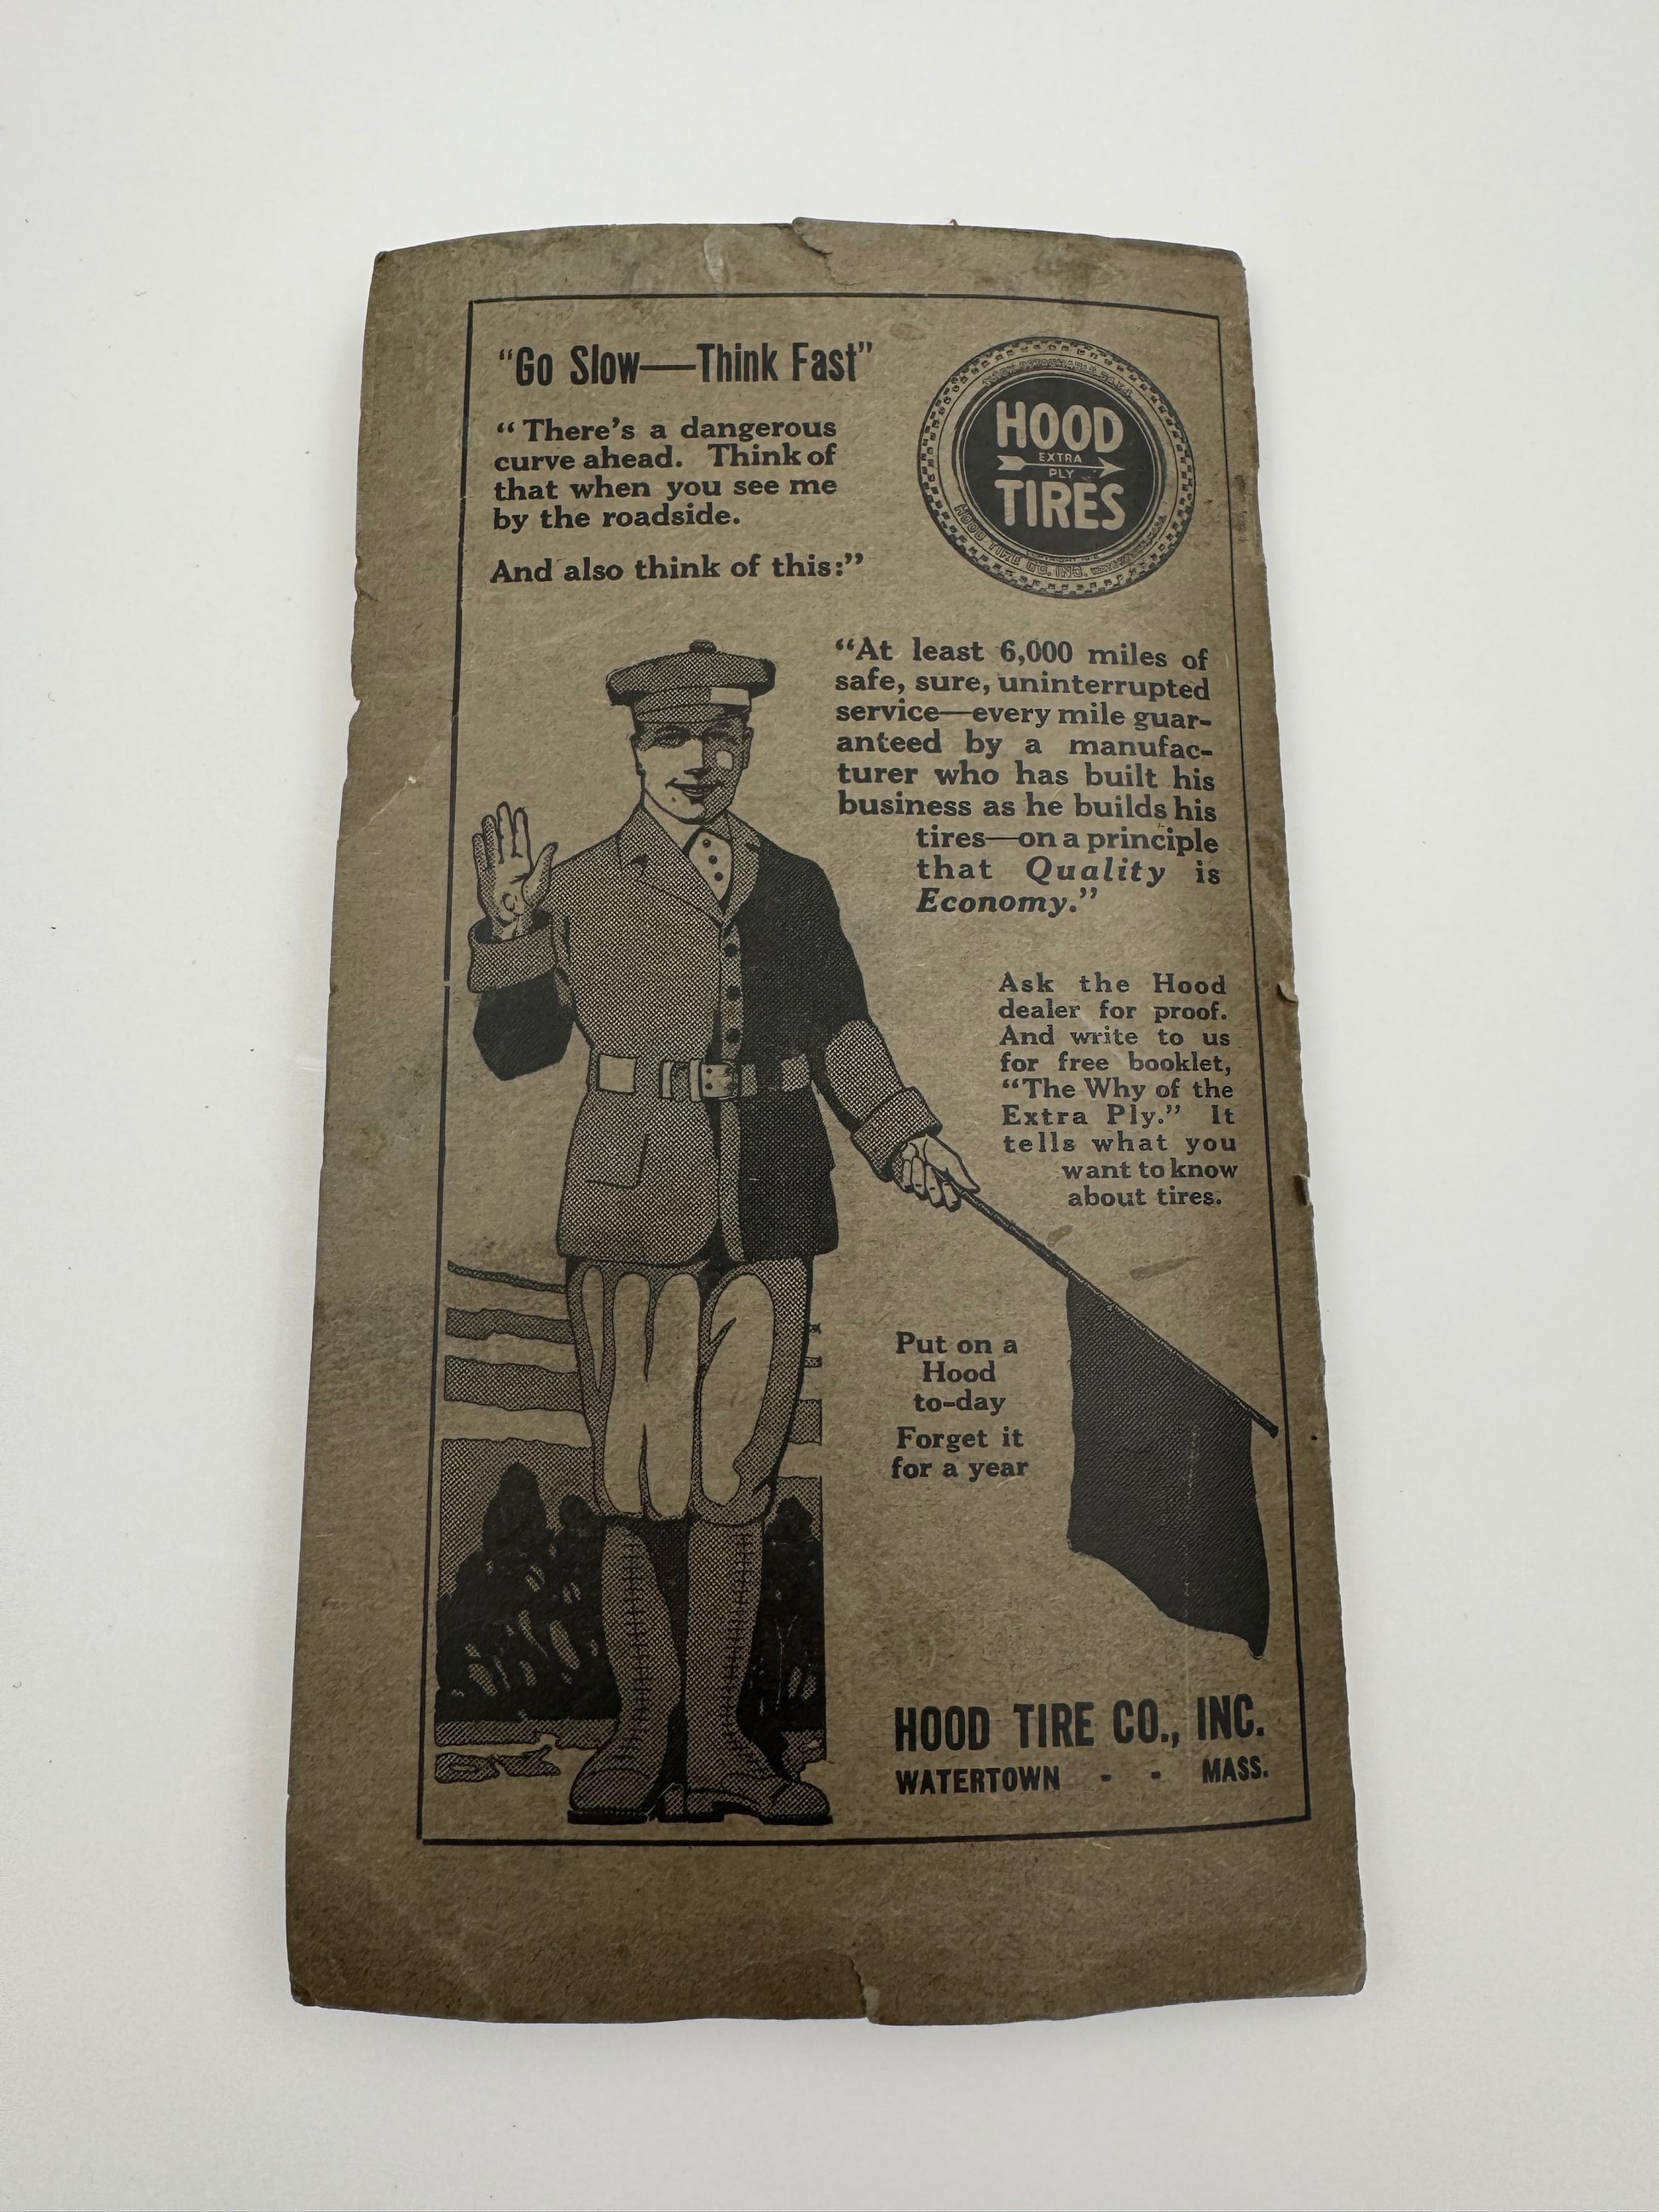 “Go Slow—Think Fast”
“There’s a dangerous
curve ahead. Think of
that when you see me
by the roadside.
And also think of this:”
HOOD
EXTRA
PLY
TIRES
HOOD TIRE CO., INC.
“At least 6,000 miles of
safe, sure, uninterrupted
service—every mile guar-
anteed by a manufac-
turer who has built his
business as he builds his
tires—on a principle
that Quality is
Economy.”
Ask the Hood
dealer for proof.
And write to us
for free booklet,
“The Why of the
Extra Ply.” It
tells what you
want to know
about tires.
Put on a
Hood
to-day
Forget it
for a year
HOOD TIRE CO., INC.
WATERTOWN - - MASS.